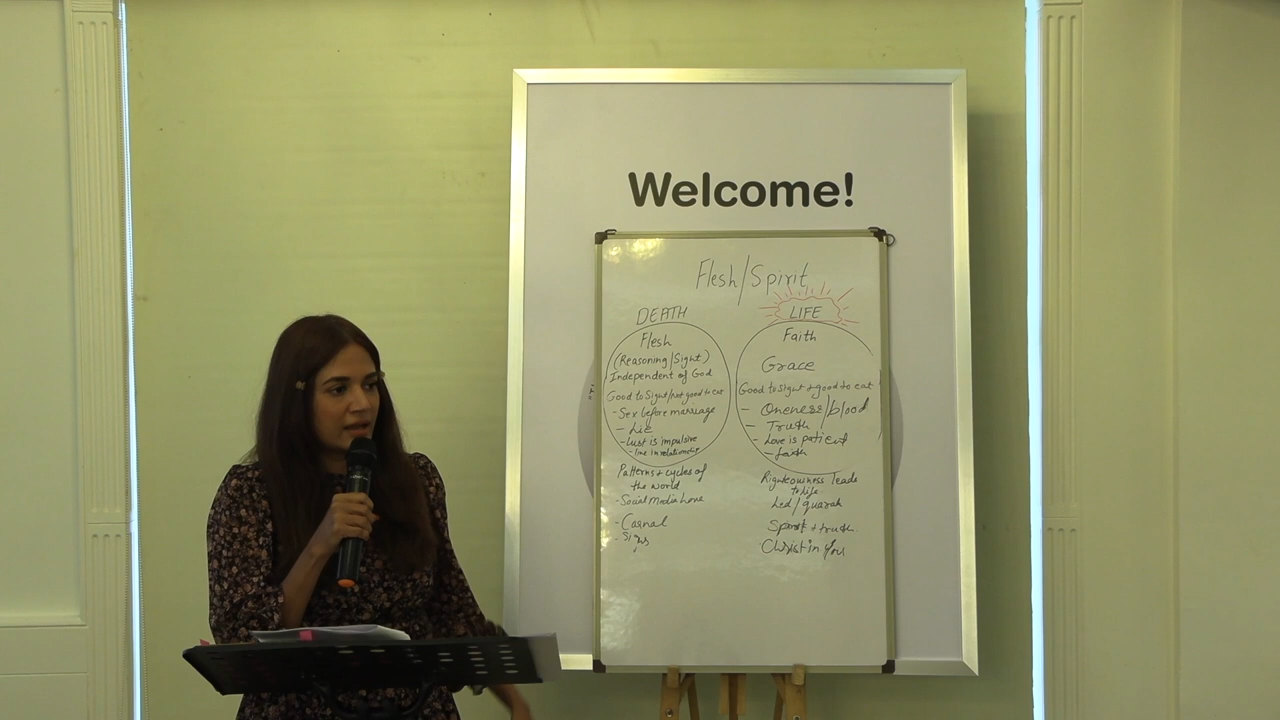 Welcome!
Flesh/Spirit
DEATH
Flesh
(Reasoning/Sight)
Independent of God
Good to Sight/not good to eat
- Sex before marriage
- Lie
- Lust is impulsive
- line in relationship
Patterns + cycles of
the world
- Social Media Love
- Carnal
- Signs
LIFE
Faith
Grace
Good to sight + good to eat
- Oneness/blood
- Truth
- Love is patient
- faith
Righteousness leads
to life
Led/
Spirit + truth
Christ in you